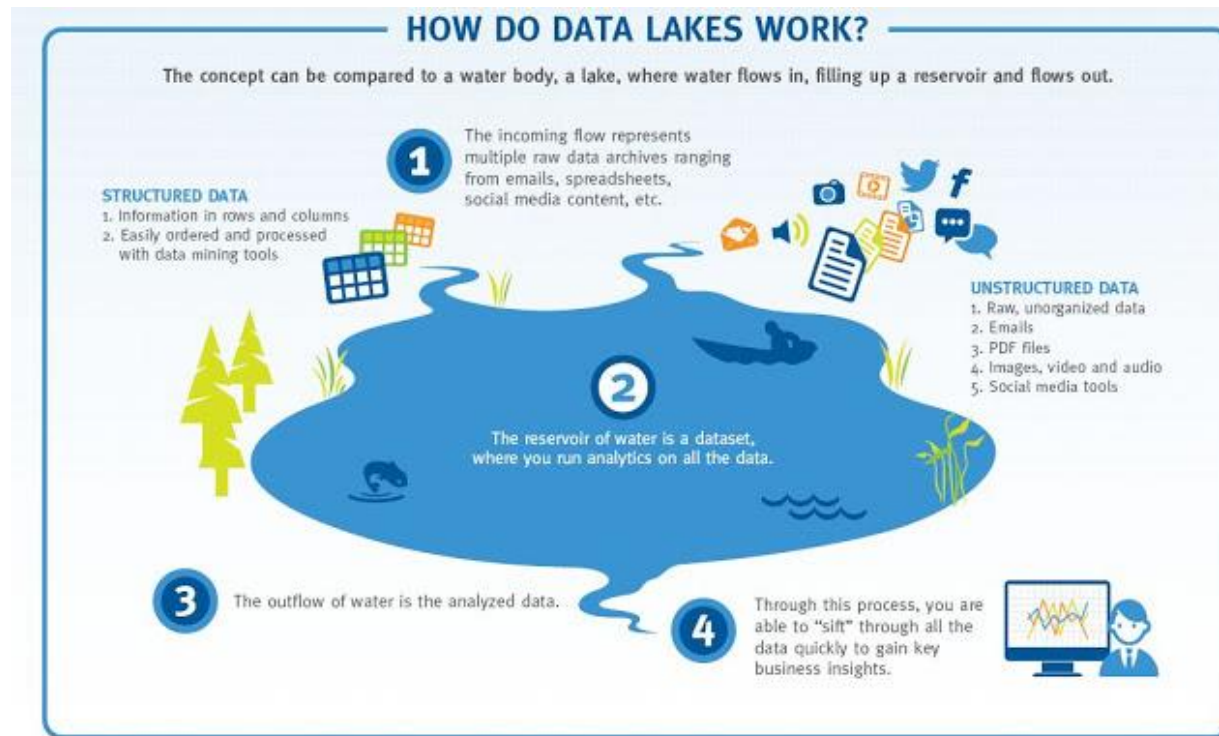 HOW DO DATA LAKES WORK?
The concept can be compared to a water body, a lake, where water flows in, filling up a reservoir and flows out.
1
The incoming flow represents
multiple raw data archives ranging
from emails, spreadsheets,
social media content, etc.
STRUCTURED DATA
1. Information in rows and columns
2. Easily ordered and processed
with data mining tools
UNSTRUCTURED DATA
1. Raw, unorganized data
2. Emails
3. PDF files
4. Images, video and audio
5. Social media tools
2
The reservoir of water is a dataset,
where you run analytics on all the data.
3
The outflow of water is the analyzed data.
4
Through this process, you are
able to “sift” through all the
data quickly to gain key
business insights.